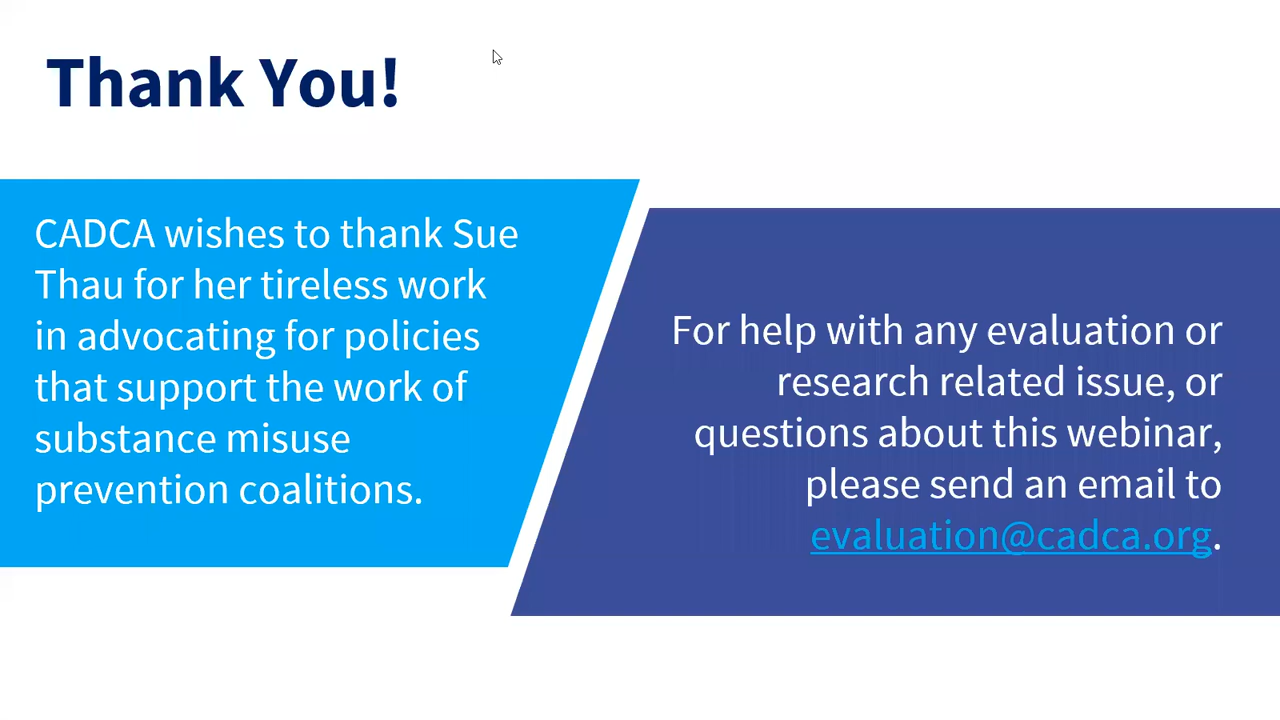 Thank You!
CADCA wishes to thank Sue
Thau for her tireless work
in advocating for policies
that support the work of
substance misuse
prevention coalitions.
For help with any evaluation or
research related issue, or
questions about this webinar,
please send an email to
evaluation@cadca.org.